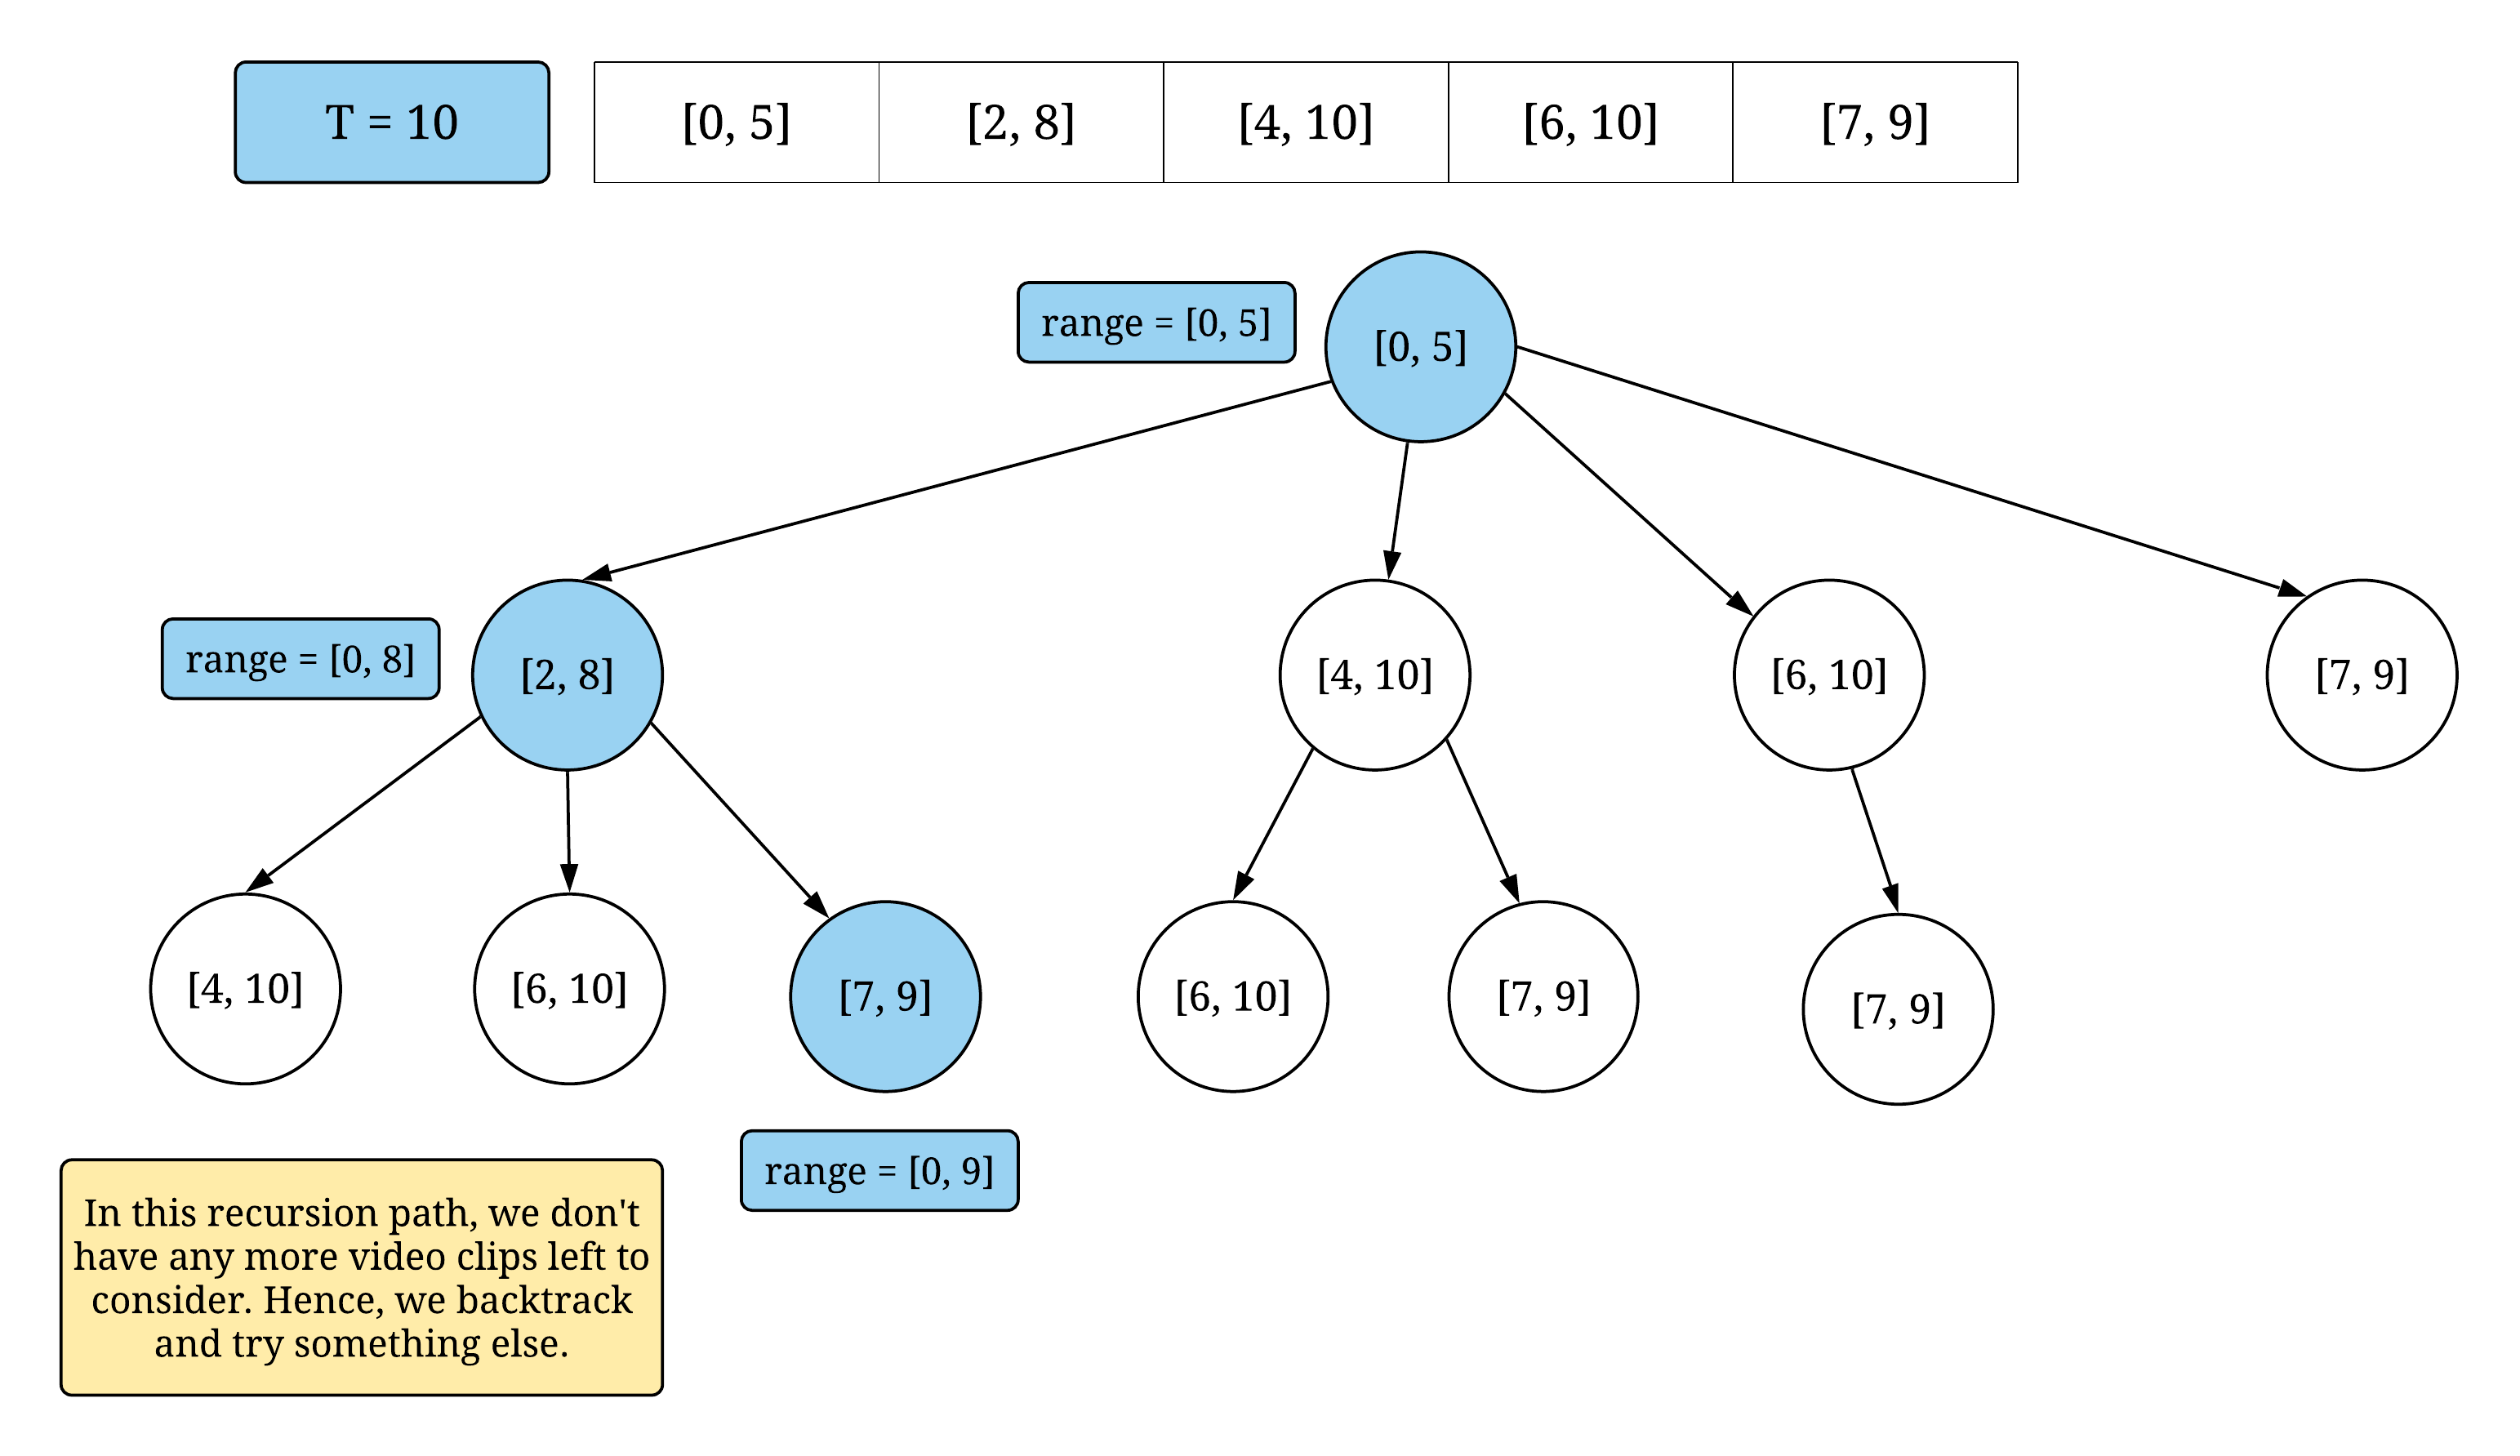 T = 10
[0, 5]
[2, 8]
[4, 10]
[6, 10]
[7, 9]
range = [0, 5]
[0, 5]
range = [0, 8]
[2, 8]
[4, 10]
[6, 10]
[7, 9]
[4, 10]
[6, 10]
[7, 9]
[6, 10]
[7, 9]
[7, 9]
range = [0, 9]
In this recursion path, we don't
have any more video clips left to
consider. Hence, we backtrack
and try something else.